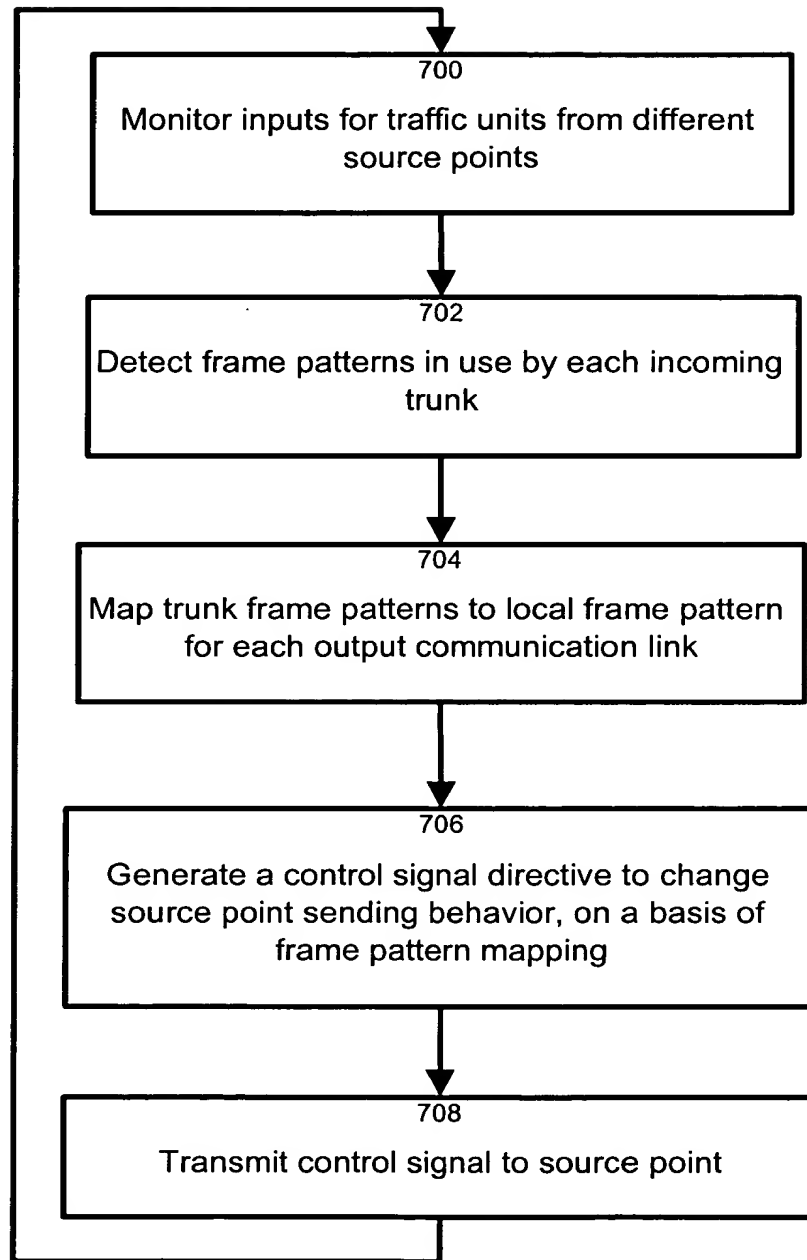 700
Monitor inputs for traffic units from different
source points
702
Detect frame patterns in use by each incoming
trunk
704
Map trunk frame patterns to local frame pattern
for each output communication link
706
Generate a control signal directive to change
source point sending behavior, on a basis of
frame pattern mapping
708
Transmit control signal to source point